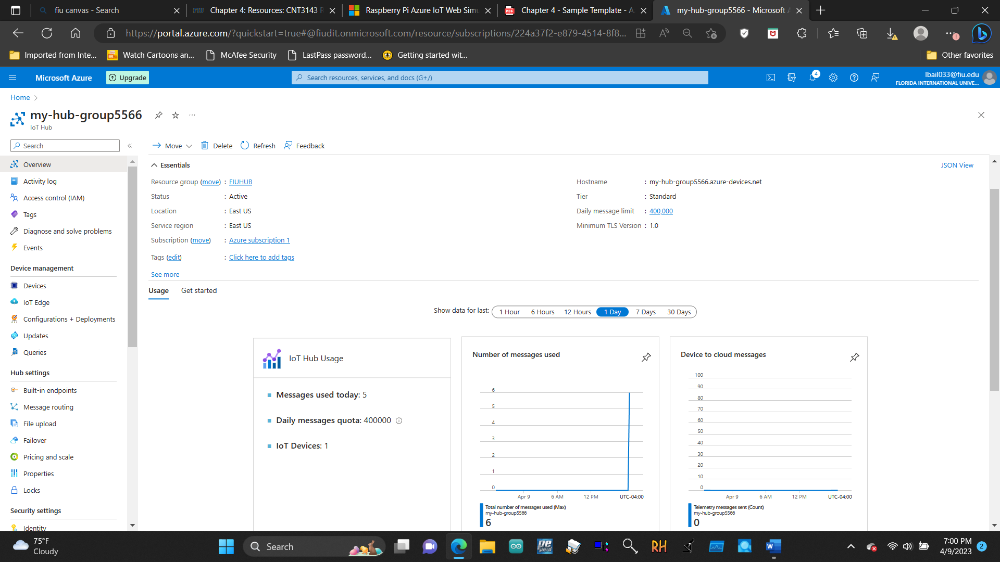 fiu canvas - Search
Chapter 4: Resources: CNT3143 R
Raspberry Pi Azure IoT Web Simu
Chapter 4 - Sample Template - A
my-hub-group5566 - Microsoft A
https://portal.azure.com/?quickstart=true#@fiudit.onmicrosoft.com/resource/subscriptions/224a37f2-e879-4514-8f8...
Imported from Inte...
Watch Cartoons an...
McAfee Security
LastPass password...
Getting started wit...
Other favorites
Microsoft Azure
Upgrade
Search resources, services, and docs (G+/)
4
lbail033@fiu.edu
FLORIDA INTERNATIONAL UNIVE...
Home
my-hub-group5566
IoT Hub
Search
Move
Delete
Refresh
Feedback
Overview
Activity log
Access control (IAM)
Tags
Diagnose and solve problems
Events
Device management
Devices
IoT Edge
Configurations + Deployments
Updates
Queries
Hub settings
Built-in endpoints
Message routing
File upload
Failover
Pricing and scale
Properties
Locks
Security settings
Identity
Essentials
JSON View
Resource group (move) : FIUHUB
Status : Active
Location : East US
Service region : East US
Subscription (move) : Azure subscription 1
Tags (edit) : Click here to add tags
See more
Hostname : my-hub-group5566.azure-devices.net
Tier : Standard
Daily message limit : 400,000
Minimum TLS Version : 1.0
Usage
Get started
Show data for last:
1 Hour
6 Hours
12 Hours
1 Day
7 Days
30 Days
IoT Hub Usage
Messages used today: 5
Daily messages quota: 400000
IoT Devices: 1
Number of messages used
6
5
4
3
2
1
0
Apr 9
6 AM
12 PM
UTC-04:00
Total number of messages used (Max)
my-hub-group5566
6
Device to cloud messages
100
90
80
70
60
50
40
30
20
10
0
Apr 9
6 AM
12 PM
UTC-04:00
Telemetry messages sent (Count)
my-hub-group5566
0
75°F
Cloudy
Search
RH
7:00 PM
4/9/2023
2